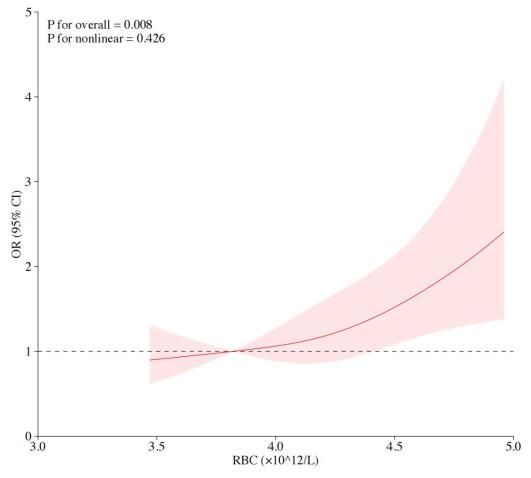 P for overall = 0.008
P for nonlinear = 0.426
5
4
3
2
1
0
OR (95% CI)
3.0 3.5 4.0 4.5 5.0
RBC (×10^12/L)